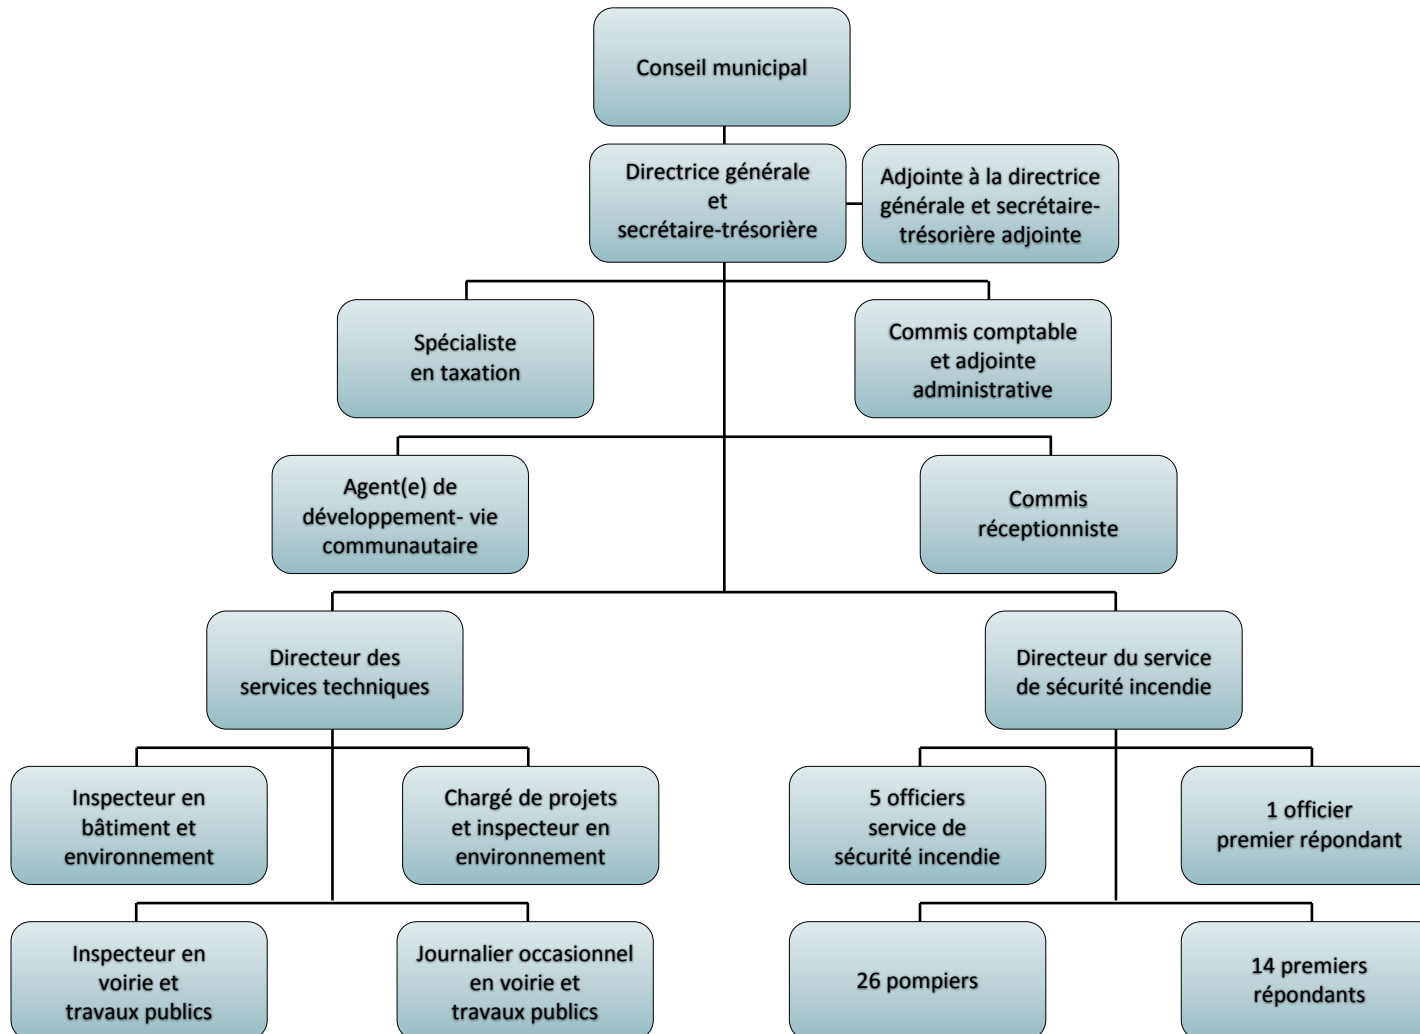 Conseil municipal
Directrice générale
et
secrétaire-trésorière
Adjointe à la directrice
générale et secrétaire-
trésorière adjointe
Spécialiste
en taxation
Commis comptable
et adjointe
administrative
Agent(e) de
développement- vie
communautaire
Commis
réceptionniste
Directeur des
services techniques
Directeur du service
de sécurité incendie
Inspecteur en
bâtiment et
environnement
Chargé de projets
et inspecteur en
environnement
5 officiers
service de
sécurité incendie
1 officier
premier répondant
Inspecteur en
voirie et
travaux publics
Journalier occasionnel
en voirie et
travaux publics
26 pompiers
14 premiers
répondants